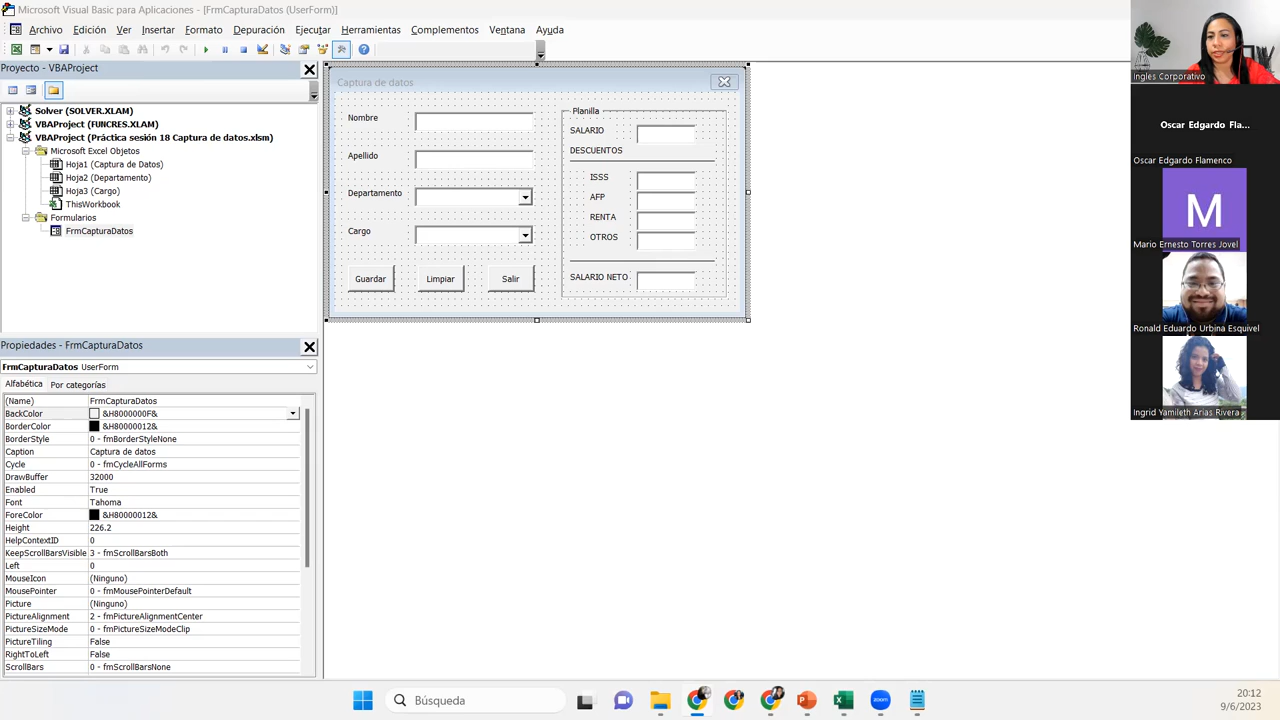 Microsoft Visual Basic para Aplicaciones - [FrmCapturaDatos (UserForm)]
Archivo Edición Ver Insertar Formato Depuración Ejecutar Herramientas Complementos Ventana Ayuda
Proyecto - VBAProject
Solver (SOLVER.XLAM)
VBAProject (FUNCRES.XLAM)
VBAProject (Práctica sesión 18 Captura de datos.xlsm)
Microsoft Excel Objetos
Hoja1 (Captura de Datos)
Hoja2 (Departamento)
Hoja3 (Cargo)
ThisWorkbook
Formularios
FrmCapturaDatos
Propiedades - FrmCapturaDatos
FrmCapturaDatos UserForm
Alfabética Por categorías
(Name) FrmCapturaDatos
BackColor &H8000000F&
BorderColor &H80000012&
BorderStyle 0 - fmBorderStyleNone
Caption Captura de datos
Cycle 0 - fmCycleAllForms
DrawBuffer 32000
Enabled True
Font Tahoma
ForeColor &H80000012&
Height 226.2
HelpContextID 0
KeepScrollBarsVisible 3 - fmScrollBarsBoth
Left 0
MouseIcon (Ninguno)
MousePointer 0 - fmMousePointerDefault
Picture (Ninguno)
PictureAlignment 2 - fmPictureAlignmentCenter
PictureSizeMode 0 - fmPictureSizeModeClip
PictureTiling False
RightToLeft False
ScrollBars 0 - fmScrollBarsNone
Captura de datos
Nombre
Apellido
Departamento
Cargo
Guardar Limpiar Salir
Planilla
SALARIO
DESCUENTOS
ISSS
AFP
RENTA
OTROS
SALARIO NETO
Ingles Corporativo
Oscar Edgardo Fla...
Oscar Edgardo Flamenco
M
Mario Ernesto Torres Jovel
Ronald Eduardo Urbina Esquivel
Ingrid Yamileth Arias Rivera
Búsqueda
zoom
20:12
9/6/2023